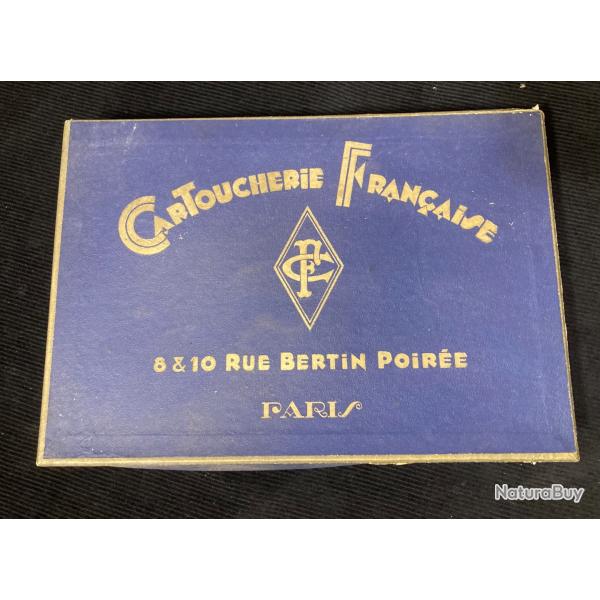 CarToucherie Française
CF
8 & 10 Rue Bertin Poirée
Paris
NaturaBuy